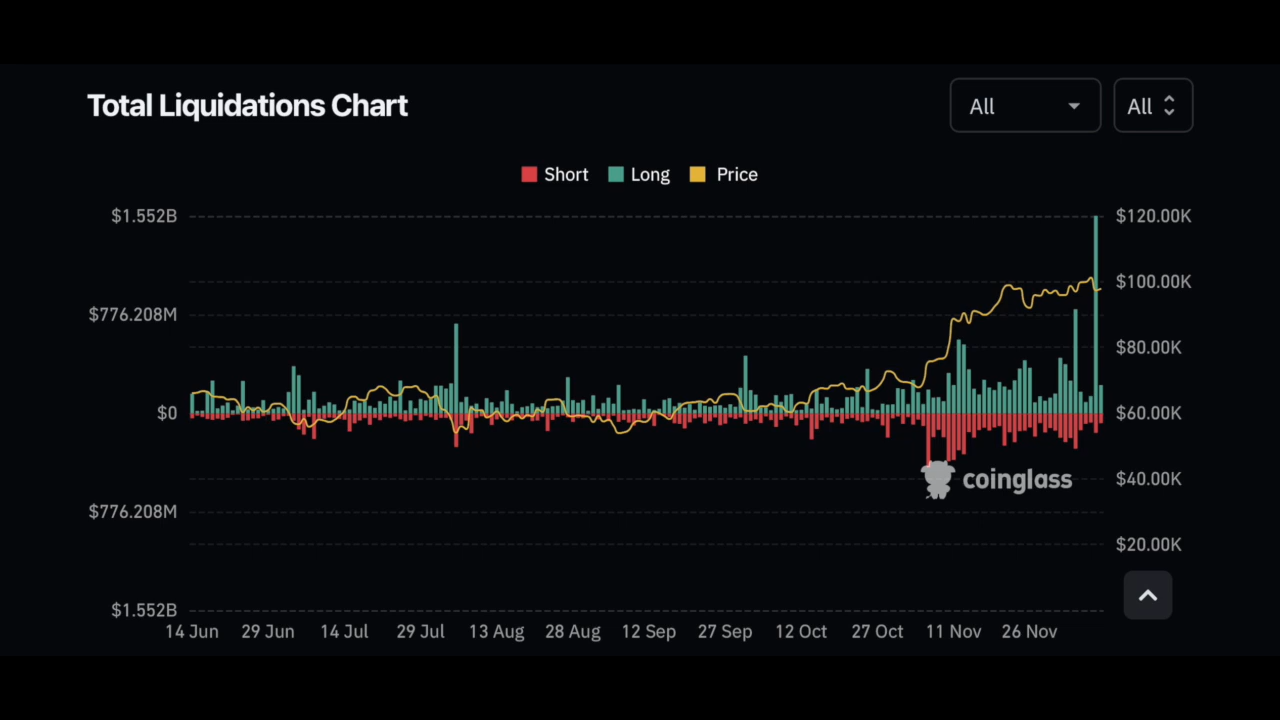 Total Liquidations Chart
All
All
Short
Long
Price
$1.552B
$120.00K
$100.00K
$776.208M
$80.00K
$0
$60.00K
$40.00K
coinglass
$776.208M
$20.00K
$1.552B
14 Jun
29 Jun
14 Jul
29 Jul
13 Aug
28 Aug
12 Sep
27 Sep
12 Oct
27 Oct
11 Nov
26 Nov